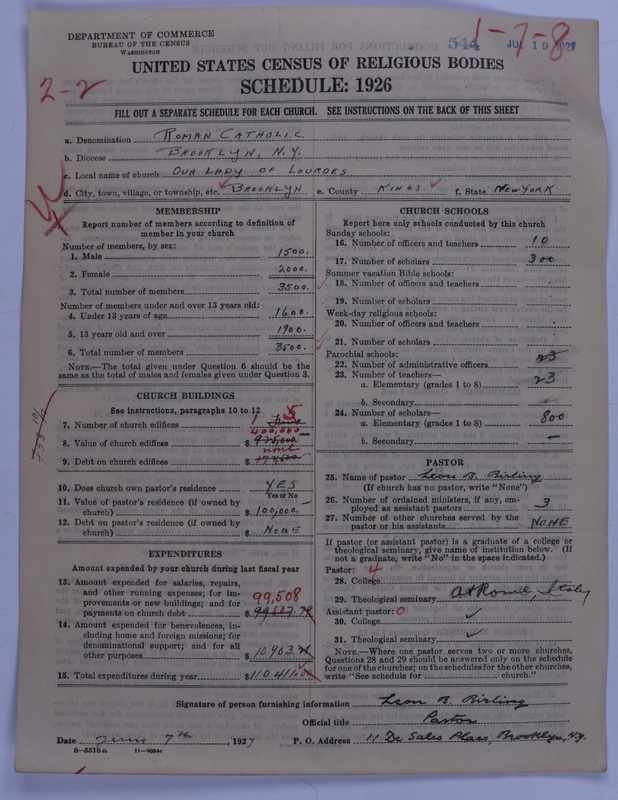 DEPARTMENT OF COMMERCE
BUREAU OF THE CENSUS
WASHINGTON
544 JUL 19 1927
1-7-8
2-2
UNITED STATES CENSUS OF RELIGIOUS BODIES
SCHEDULE: 1926
FILL OUT A SEPARATE SCHEDULE FOR EACH CHURCH. SEE INSTRUCTIONS ON THE BACK OF THIS SHEET
a. Denomination ROMAN CATHOLIC
b. Diocese BROOKLYN, N.Y.
c. Local name of church OUR LADY OF LOURDES
d. City, town, village, or township, etc. BROOKLYN e. County KINGS f. State NEW YORK
MEMBERSHIP
Report number of members according to definition of
member in your church
Number of members, by sex:
1. Male 1500.
2. Female 2000.
3. Total number of members 3500.
Number of members under and over 13 years old:
4. Under 13 years of age 1600.
5. 13 years old and over 1900.
6. Total number of members 3500.
NOTE.—The total given under Question 6 should be the
same as the total of males and females given under Question 3.
CHURCH BUILDINGS
See instructions, paragraphs 10 to 12
7. Number of church edifices 1 5
400,000
8. Value of church edifices $
none
9. Debt on church edifices $
10. Does church own pastor's residence YES
Yes or No
11. Value of pastor's residence (if owned by
church) $100,000.
12. Debt on pastor's residence (if owned by
church) $ NONE
EXPENDITURES
Amount expended by your church during last fiscal year
13. Amount expended for salaries, repairs,
and other running expenses; for im-
provements or new buildings; and for 99,508
payments on church debt $99507.79
14. Amount expended for benevolences, in-
cluding home and foreign missions; for
denominational support; and for all
other purposes $10903.21
15. Total expenditures during year $110411.00
CHURCH SCHOOLS
Report here only schools conducted by this church
Sunday schools:
16. Number of officers and teachers 10
17. Number of scholars 300
Summer vacation Bible schools:
18. Number of officers and teachers
19. Number of scholars
Week-day religious schools:
20. Number of officers and teachers
21. Number of scholars
Parochial schools:
22. Number of administrative officers 23
23. Number of teachers—
a. Elementary (grades 1 to 8) 23
b. Secondary
24. Number of scholars—
a. Elementary (grades 1 to 8) 800
b. Secondary —
PASTOR
25. Name of pastor Leon B. Birling
(If church has no pastor, write "None")
26. Number of ordained ministers, if any, em-
ployed as assistant pastors 3
27. Number of other churches served by the
pastor or his assistants NONE
If pastor (or assistant pastor) is a graduate of a college or
theological seminary, give name of institution below. (If
not a graduate, write "No" in the space indicated.)
Pastor: 4
28. College
29. Theological seminary At Rome, Italy
Assistant pastor: 0
30. College
31. Theological seminary
NOTE.—Where one pastor serves two or more churches,
Questions 28 and 29 should be answered only on the schedule
for one of the churches; on the schedules for the other churches,
write "See schedule for church."
Signature of person furnishing information Leon B. Birling
Official title Pastor
Date June 7th, 1927 P. O. Address 11 De Sales Place, Brooklyn, N.Y.
8—5518a 11—9054c